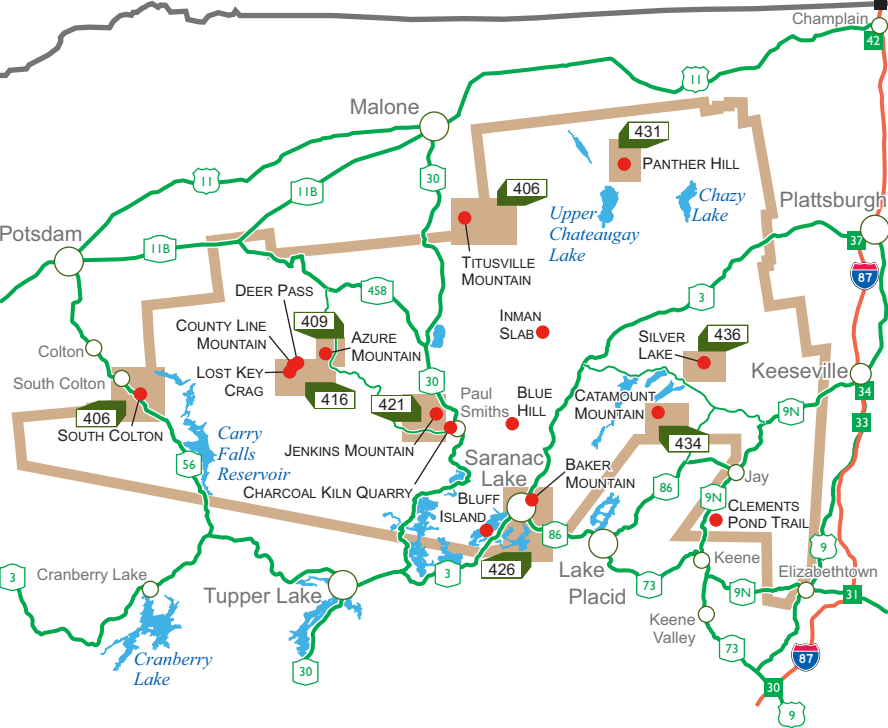 Champlain
42
11
Malone
431
PANTHER HILL
30
11
11B
406
Upper
Chateaugay
Lake
Chazy
Lake
Plattsburgh
37
87
Potsdam
11B
TITUSVILLE
MOUNTAIN
DEER PASS
458
3
409
COUNTY LINE
MOUNTAIN
AZURE
MOUNTAIN
INMAN
SLAB
SILVER
LAKE
436
Colton
LOST KEY
CRAG
416
South Colton
406
SOUTH COLTON
30
421
Paul
Smiths
BLUE
HILL
CATAMOUNT
MOUNTAIN
434
Keeseville
34
9N
33
JENKINS MOUNTAIN
Carry
Falls
Reservoir
56
CHARCOAL KILN QUARRY
Saranac
Lake
BAKER
MOUNTAIN
BLUFF
ISLAND
86
Jay
9N
CLEMENTS
POND TRAIL
86
426
3
Lake
Placid
Keene
9
Elizabethtown
73
9N
31
3
Cranberry Lake
Tupper Lake
Keene
Valley
73
87
Cranberry
Lake
30
30
9